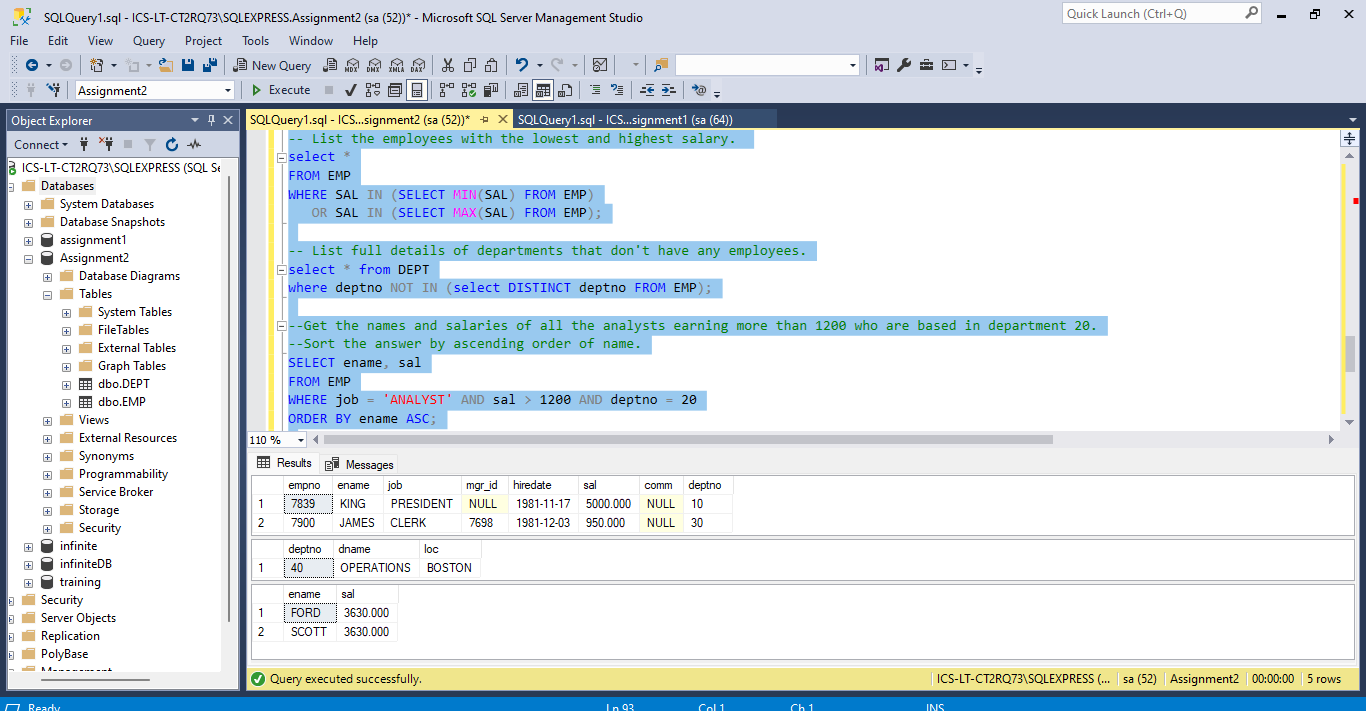 SQLQuery1.sql - ICS-LT-CT2RQ73\SQLEXPRESS.Assignment2 (sa (52))* - Microsoft SQL Server Management Studio
Quick Launch (Ctrl+Q)
File Edit View Query Project Tools Window Help
New Query MDX DMX XMLA DAX
Assignment2 Execute
Object Explorer
SQLQuery1.sql - ICS...signment2 (sa (52))* SQLQuery1.sql - ICS...signment1 (sa (64))
Connect
ICS-LT-CT2RQ73\SQLEXPRESS (SQL Se
Databases
System Databases
Database Snapshots
assignment1
Assignment2
Database Diagrams
Tables
System Tables
FileTables
External Tables
Graph Tables
dbo.DEPT
dbo.EMP
Views
External Resources
Synonyms
Programmability
Service Broker
Storage
Security
infinite
infiniteDB
training
Security
Server Objects
Replication
PolyBase
Management
-- List the employees with the lowest and highest salary.
select *
FROM EMP
WHERE SAL IN (SELECT MIN(SAL) FROM EMP)
OR SAL IN (SELECT MAX(SAL) FROM EMP);
-- List full details of departments that don't have any employees.
select * from DEPT
where deptno NOT IN (select DISTINCT deptno FROM EMP);
--Get the names and salaries of all the analysts earning more than 1200 who are based in department 20.
--Sort the answer by ascending order of name.
SELECT ename, sal
FROM EMP
WHERE job = 'ANALYST' AND sal > 1200 AND deptno = 20
ORDER BY ename ASC;
110 %
Results Messages
empno ename job mgr_id hiredate sal comm deptno
1 7839 KING PRESIDENT NULL 1981-11-17 5000.000 NULL 10
2 7900 JAMES CLERK 7698 1981-12-03 950.000 NULL 30
deptno dname loc
1 40 OPERATIONS BOSTON
ename sal
1 FORD 3630.000
2 SCOTT 3630.000
Query executed successfully. ICS-LT-CT2RQ73\SQLEXPRESS (... sa (52) Assignment2 00:00:00 5 rows
Ready Ln 93 Col 1 Ch 1 INS